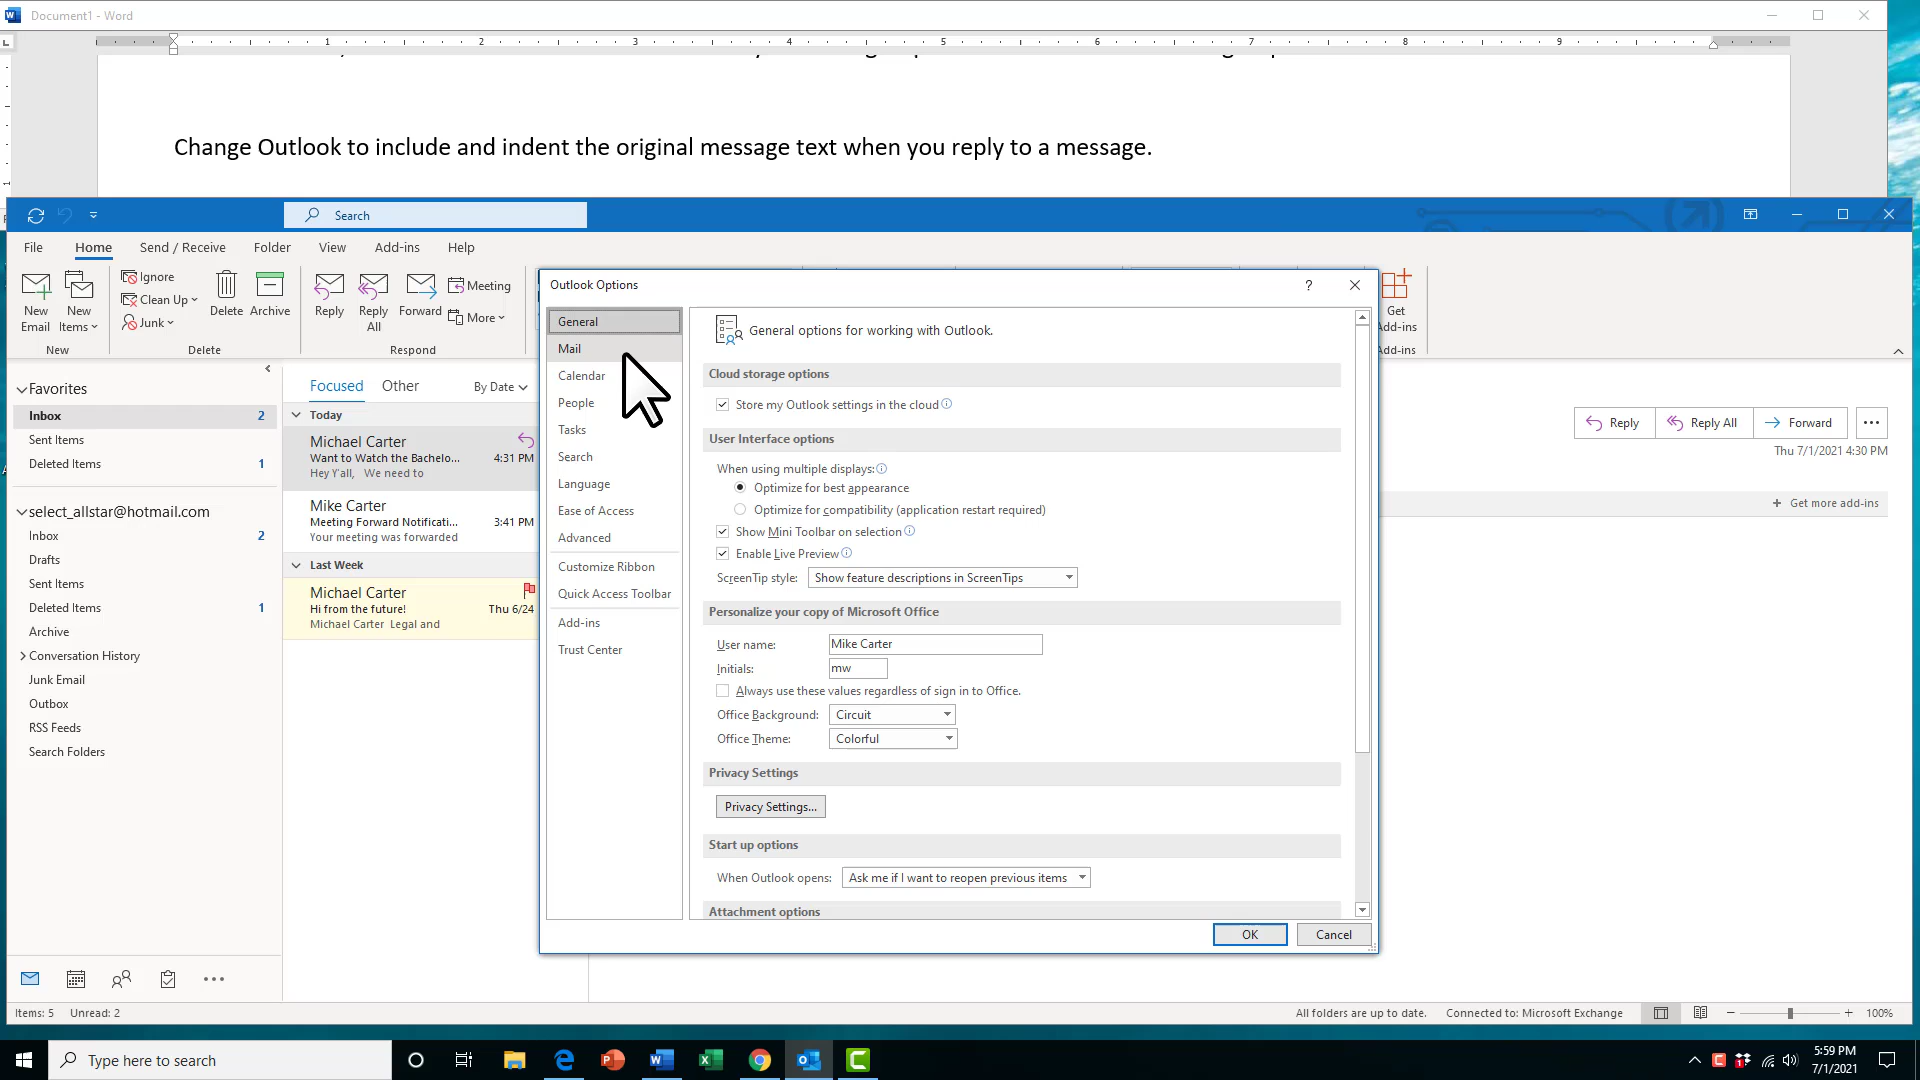 Document1 - Word
1 2 3 4 5 6 7 8 9
Change Outlook to include and indent the original message text when you reply to a message.
Search
File Home Send / Receive Folder View Add-ins Help
New Email
New Items
Ignore
Clean Up
Junk
Delete
Archive
Reply
Reply All
Forward
Meeting
More
Get Add-ins
New
Delete
Respond
Add-ins
Favorites
Inbox 2
Sent Items
Deleted Items 1
select_allstar@hotmail.com
Inbox 2
Drafts
Sent Items
Deleted Items 1
Archive
Conversation History
Junk Email
Outbox
RSS Feeds
Search Folders
Focused Other By Date
Today
Michael Carter
Want to Watch the Bachelo... 4:31 PM
Hey Y'all, We need to
Mike Carter
Meeting Forward Notificati... 3:41 PM
Your meeting was forwarded
Last Week
Michael Carter
Hi from the future! Thu 6/24
Michael Carter Legal and
Outlook Options
?
General
Mail
Calendar
People
Tasks
Search
Language
Ease of Access
Advanced
Customize Ribbon
Quick Access Toolbar
Add-ins
Trust Center
General options for working with Outlook.
Cloud storage options
Store my Outlook settings in the cloud
User Interface options
When using multiple displays:
Optimize for best appearance
Optimize for compatibility (application restart required)
Show Mini Toolbar on selection
Enable Live Preview
ScreenTip style: Show feature descriptions in ScreenTips
Personalize your copy of Microsoft Office
User name: Mike Carter
Initials: mw
Always use these values regardless of sign in to Office.
Office Background: Circuit
Office Theme: Colorful
Privacy Settings
Privacy Settings...
Start up options
When Outlook opens: Ask me if I want to reopen previous items
Attachment options
OK Cancel
Reply Reply All Forward
Thu 7/1/2021 4:30 PM
+ Get more add-ins
Items: 5 Unread: 2
All folders are up to date. Connected to: Microsoft Exchange 100%
Type here to search
5:59 PM
7/1/2021